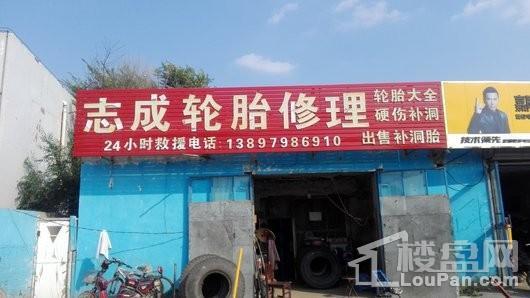 志成轮胎修理
轮胎大全
硬伤补洞
24小时救援电话:13897986910
出售补洞胎
技术领先
楼盘网
LouPan.com